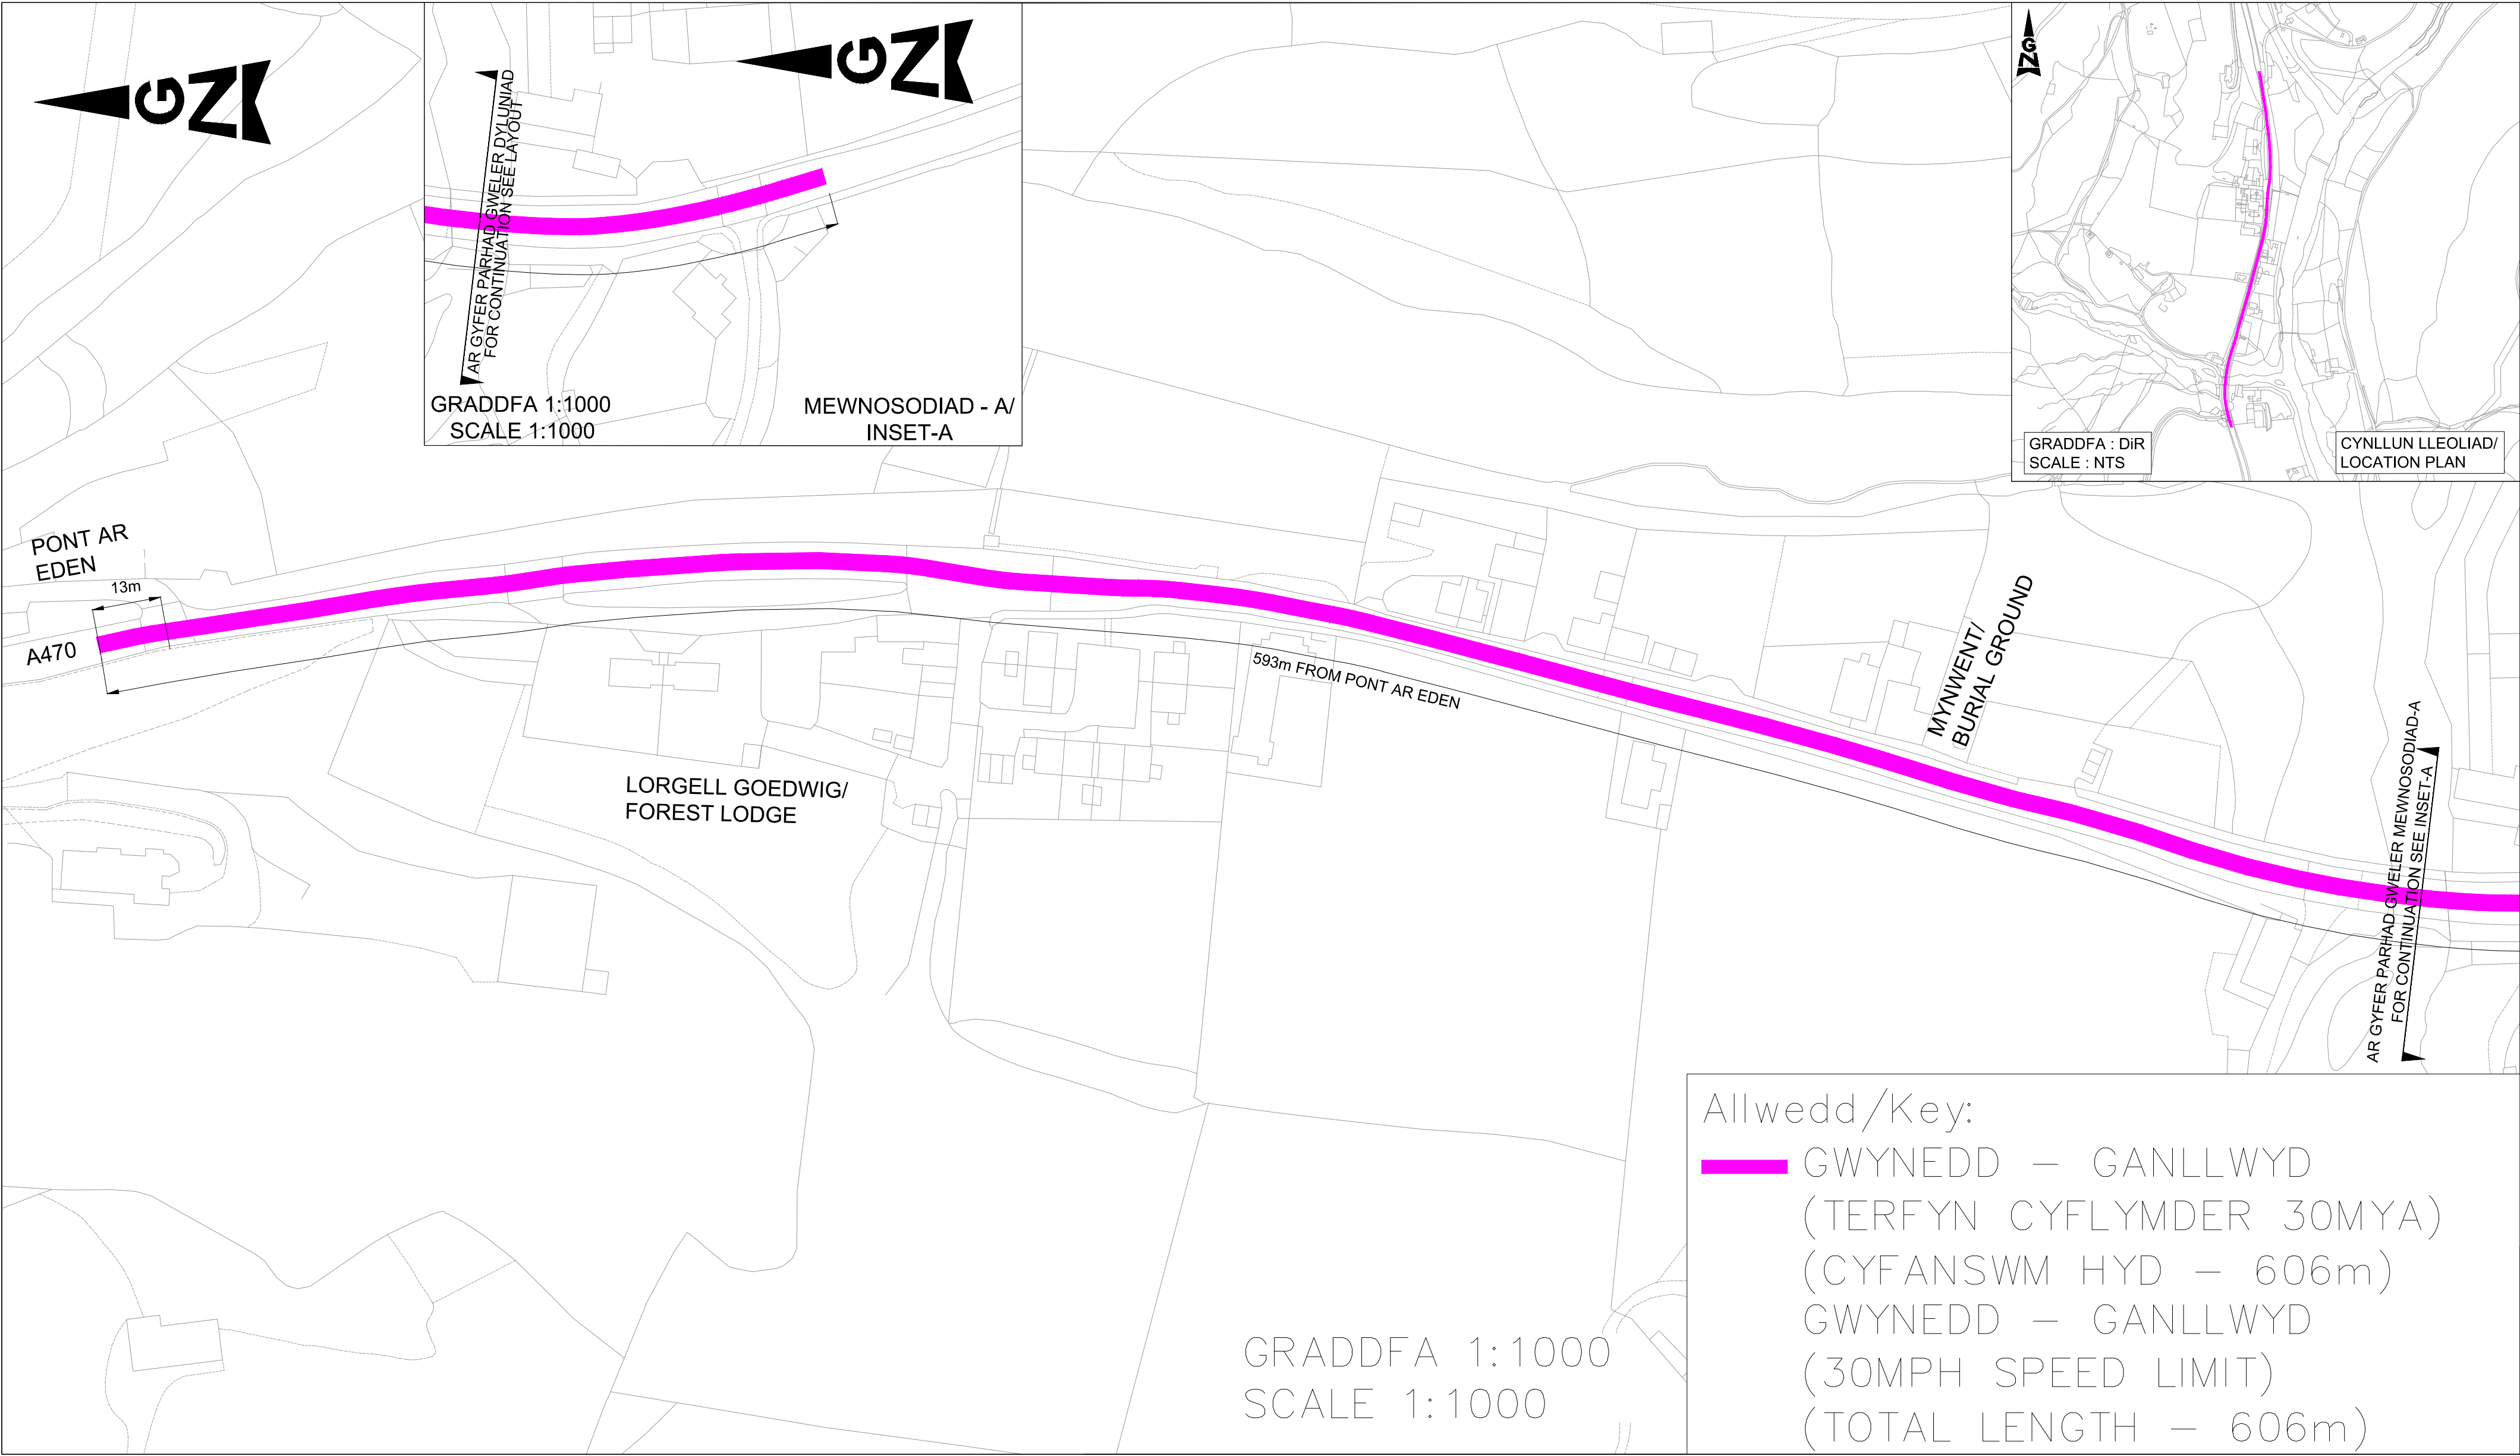 GN
GN
GN
AR GYFER PARHAD GWELER DYLUNIAD
FOR CONTINUATION SEE LAYOUT
GRADDFA 1:1000
SCALE 1:1000
MEWNOSODIAD - A/
INSET-A
GRADDFA : DiR
SCALE : NTS
CYNLLUN LLEOLIAD/
LOCATION PLAN
PONT AR
EDEN
13m
A470
593m FROM PONT AR EDEN
LORGELL GOEDWIG/
FOREST LODGE
MYNWENT/
BURIAL GROUND
AR GYFER PARHAD GWELER MEWNOSODIAD-A
FOR CONTINUATION SEE INSET-A
GRADDFA 1:1000
SCALE 1:1000
Allwedd/Key:
GWYNEDD – GANLLWYD
(TERFYN CYFLYMDER 30MYA)
(CYFANSWM HYD – 606m)
GWYNEDD – GANLLWYD
(30MPH SPEED LIMIT)
(TOTAL LENGTH – 606m)